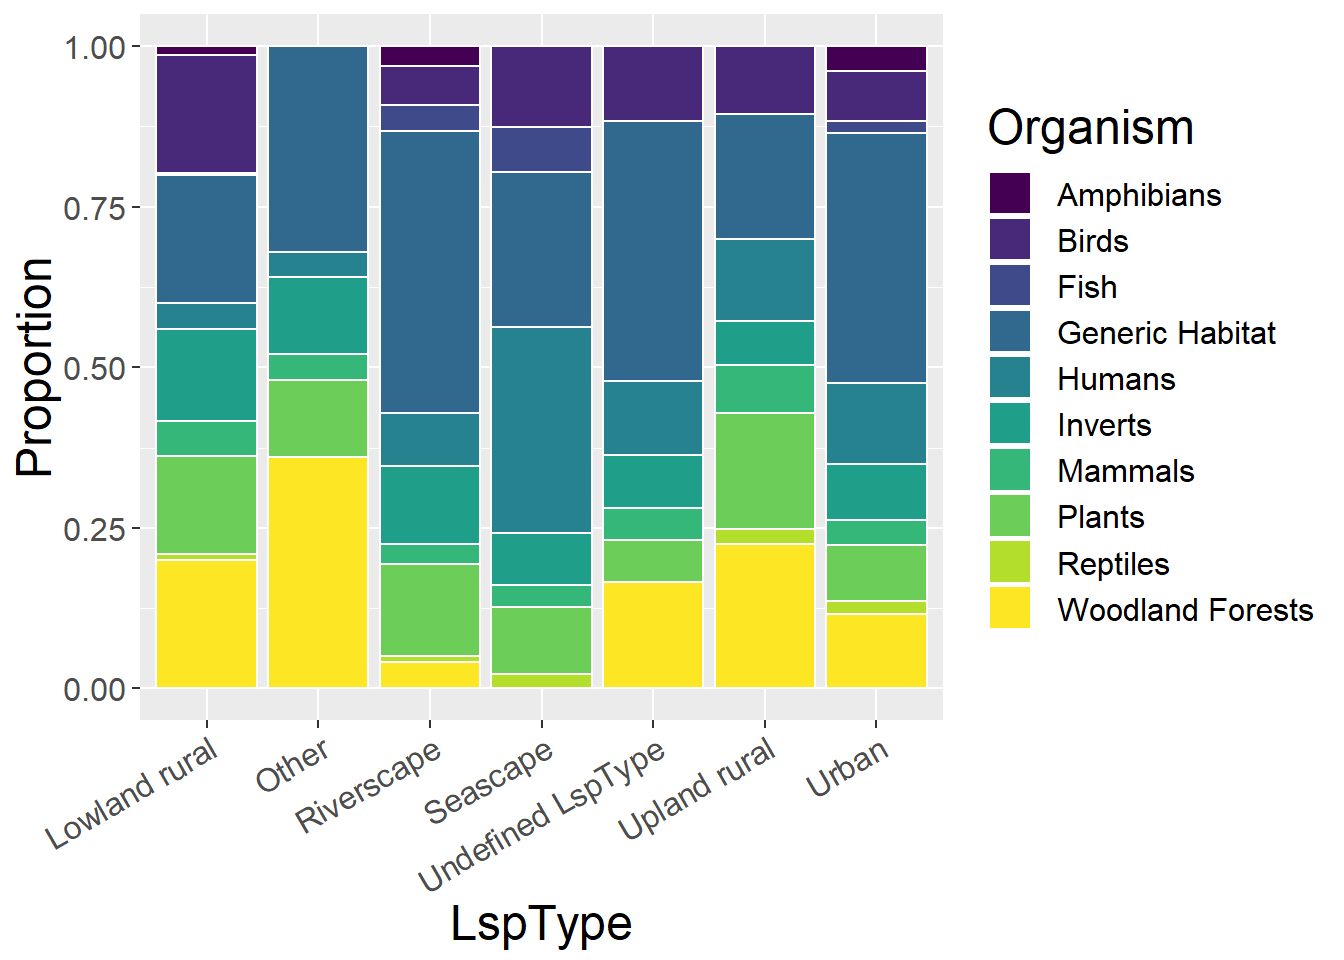 Proportion
1.00
0.75
0.50
0.25
0.00
Lowland rural
Other
Riverscape
Seascape
Undefined LspType
Upland rural
Urban
LspType
Organism
Amphibians
Birds
Fish
Generic Habitat
Humans
Inverts
Mammals
Plants
Reptiles
Woodland Forests